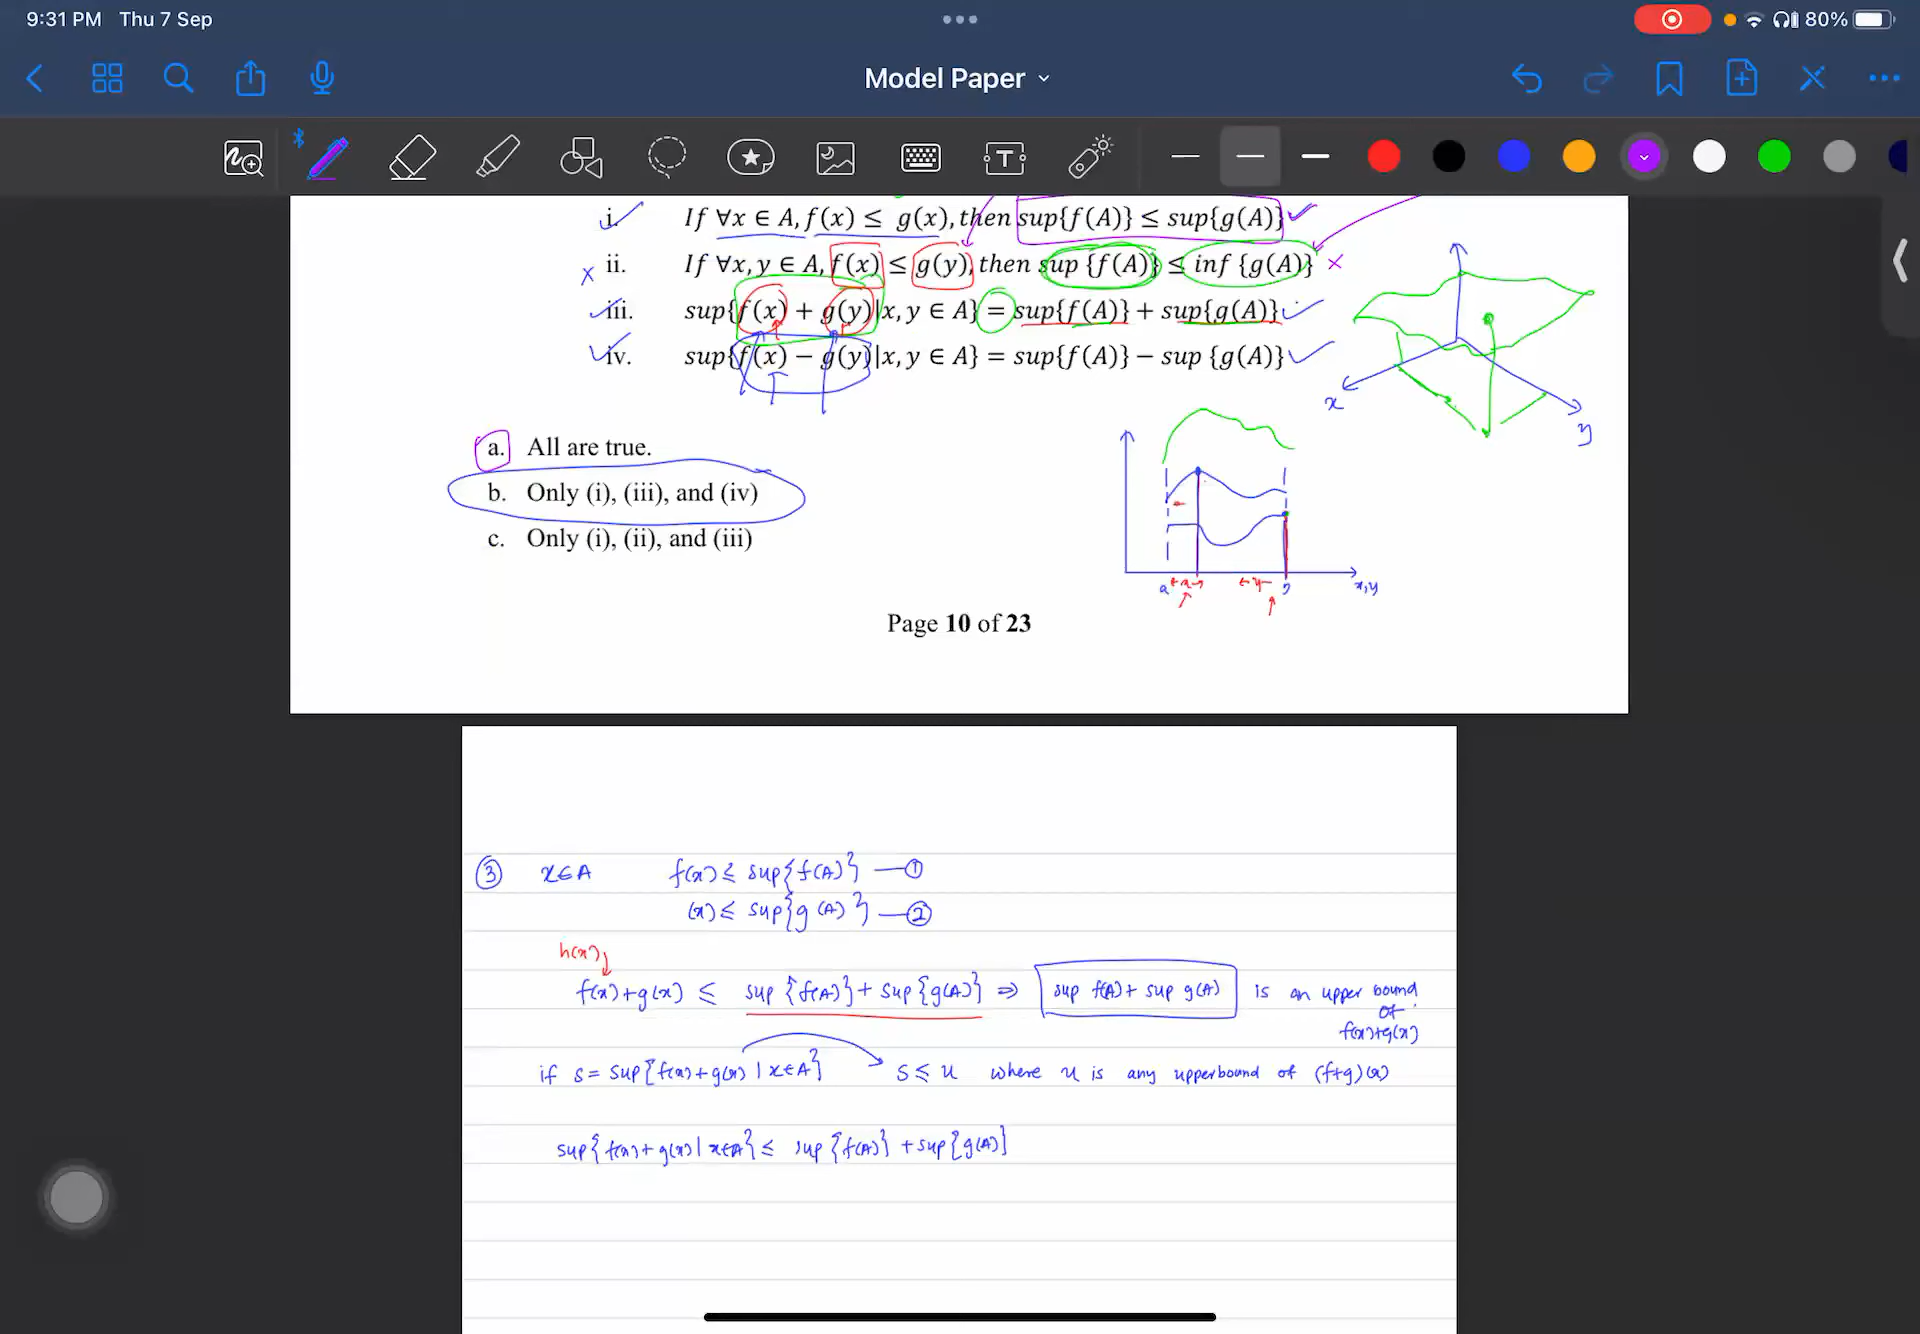 9:31 PM Thu 7 Sep
80%
Model Paper
i. If ∀x ∈ A, f(x) ≤ g(x), then sup{f(A)} ≤ sup{g(A)}
ii. If ∀x, y ∈ A, f(x) ≤ g(y), then sup {f(A)} ≤ inf {g(A)}
iii. sup{f(x) + g(y)|x, y ∈ A} = sup{f(A)} + sup{g(A)}
iv. sup{f(x) − g(y)|x, y ∈ A} = sup{f(A)} − sup {g(A)}
x
y
a. All are true.
b. Only (i), (iii), and (iv)
c. Only (i), (ii), and (iii)
a x y b x,y
Page 10 of 23
③ x∈A f(x) ≤ sup{f(A)} —①
(x) ≤ sup{g(A)} —②
h(x)
f(x)+g(x) ≤ sup {f(A)} + sup{g(A)} ⇒ sup f(A) + sup g(A) is an upper bound
of
f(x)+g(x)
if s = sup{f(x)+g(x) | x∈A} s ≤ u where u is any upperbound of (f+g)(x)
sup{f(x)+g(x) | x∈A} ≤ sup {f(A)} + sup{g(A)}